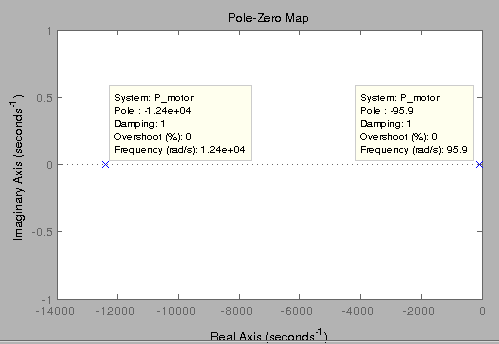 Pole-Zero Map
Imaginary Axis (seconds⁻¹)
1
0.5
0
-0.5
-1
System: P_motor
Pole : -1.24e+04
Damping: 1
Overshoot (%): 0
Frequency (rad/s): 1.24e+04
System: P_motor
Pole : -95.9
Damping: 1
Overshoot (%): 0
Frequency (rad/s): 95.9
-14000 -12000 -10000 -8000 -6000 -4000 -2000 0
Real Axis (seconds⁻¹)